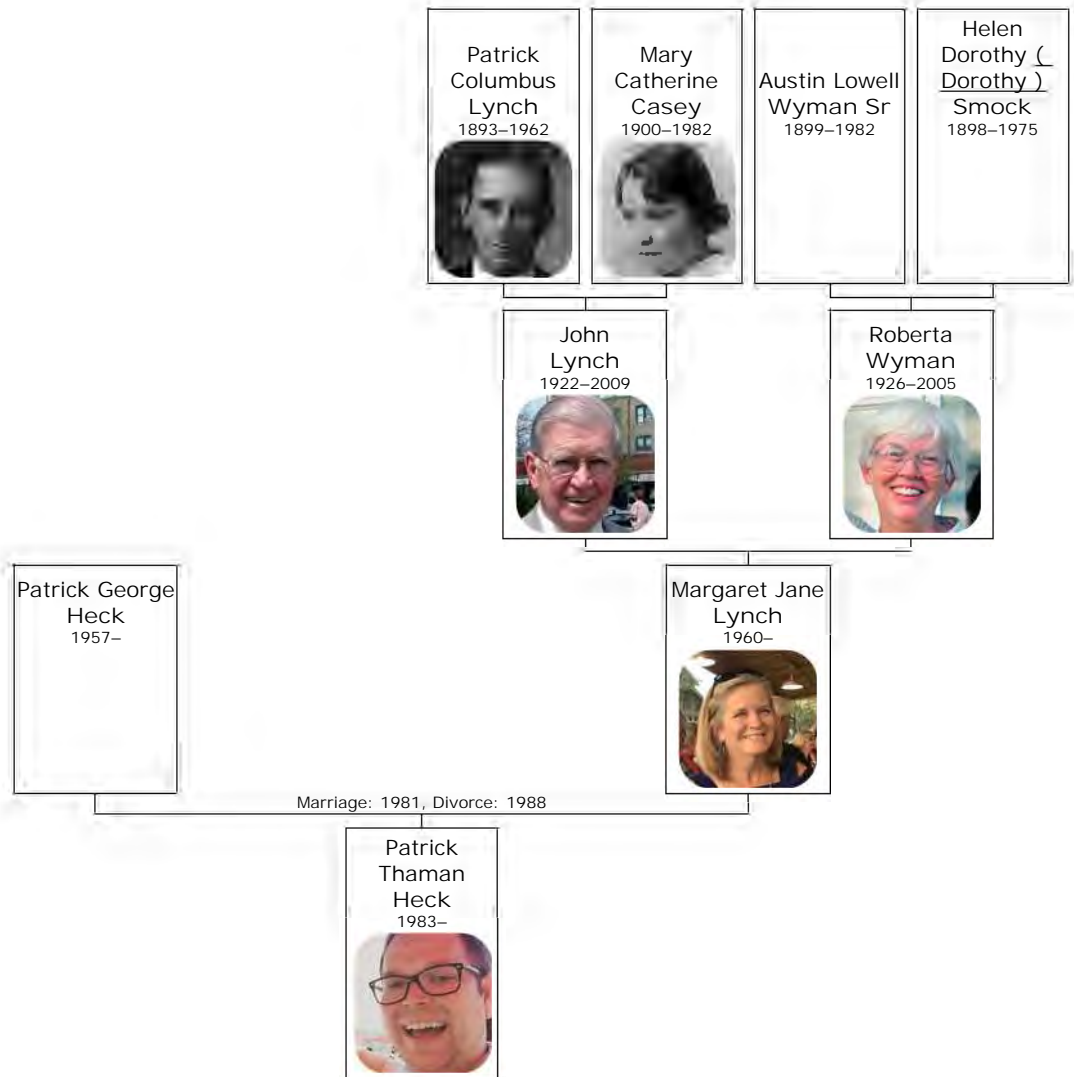 Patrick
Columbus
Lynch
1893–1962
Mary
Catherine
Casey
1900–1982
Austin Lowell
Wyman Sr
1899–1982
Helen
Dorothy (
Dorothy )
Smock
1898–1975
John
Lynch
1922–2009
Roberta
Wyman
1926–2005
Patrick George
Heck
1957–
Margaret Jane
Lynch
1960–
Marriage: 1981, Divorce: 1988
Patrick
Thaman
Heck
1983–